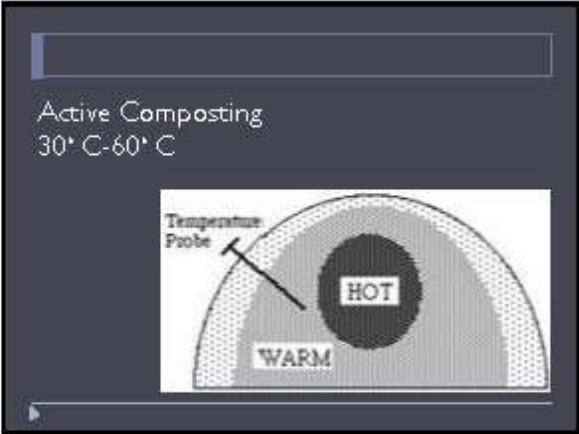 Active Composting
30° C-60° C
Temperature
Probe
HOT
WARM